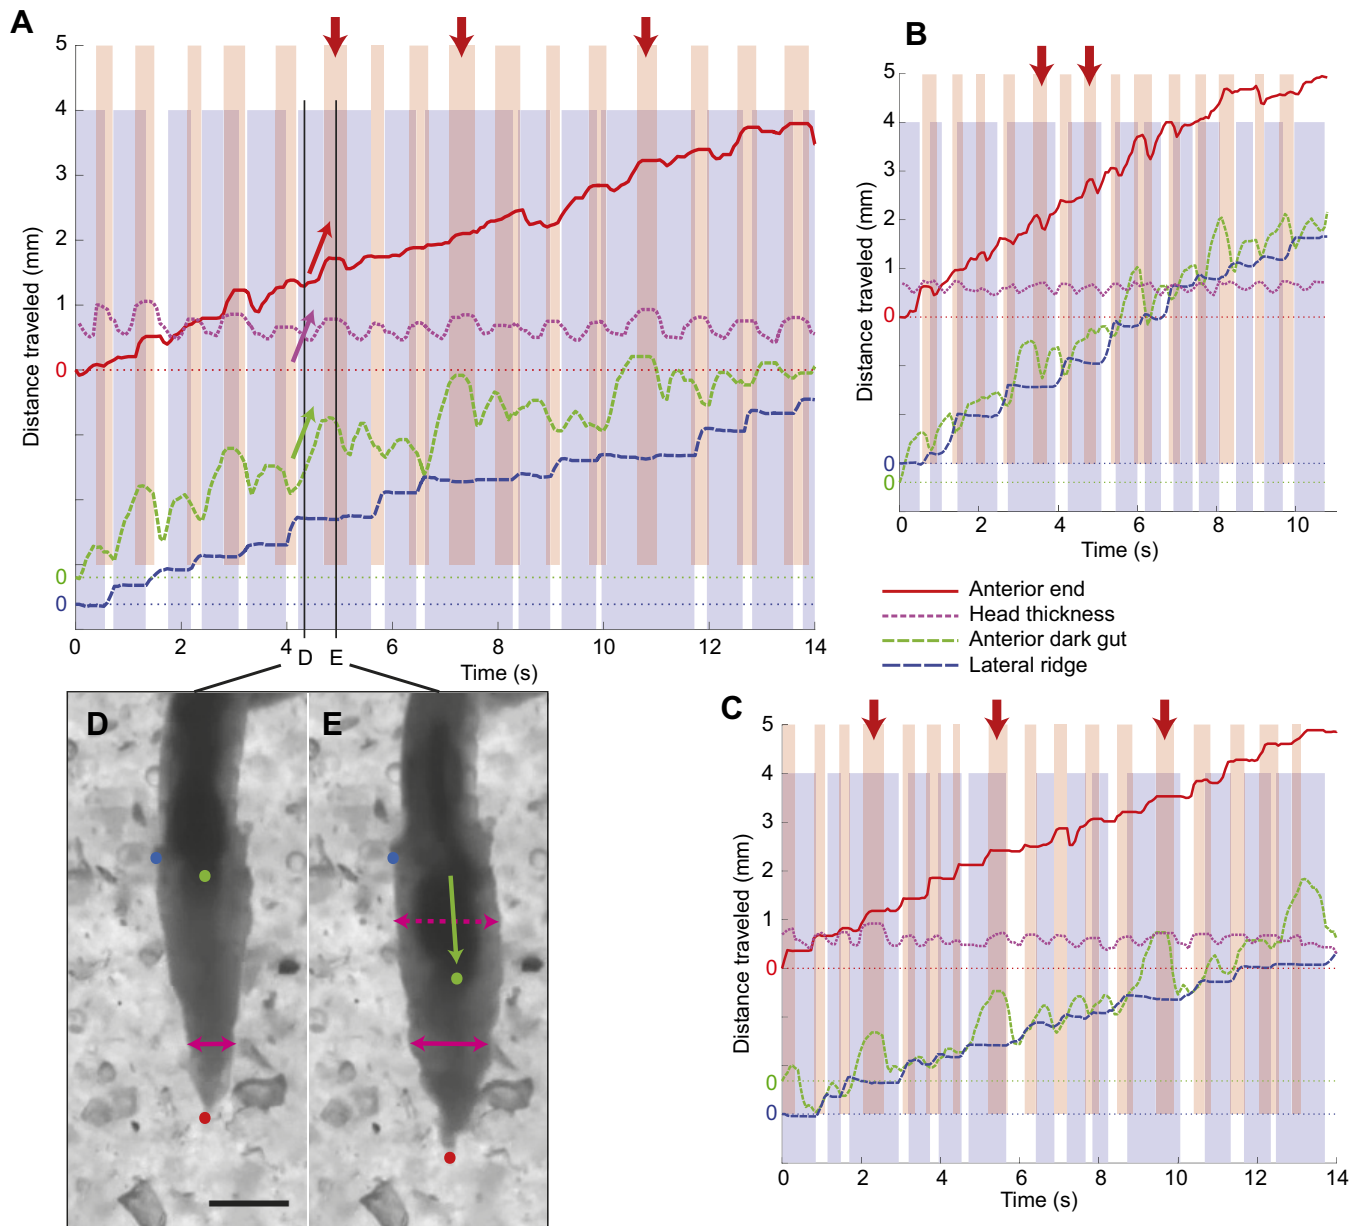 A
5
4
3
2
1
0
0
0
Distance traveled (mm)
0 2 4 D E 6 8 10 12 14
Time (s)
B
5
4
3
2
1
0
0
0
Distance traveled (mm)
0 2 4 6 8 10
Time (s)
Anterior end
Head thickness
Anterior dark gut
Lateral ridge
D
E
C
5
4
3
2
1
0
0
0
Distance traveled (mm)
0 2 4 6 8 10 12 14
Time (s)